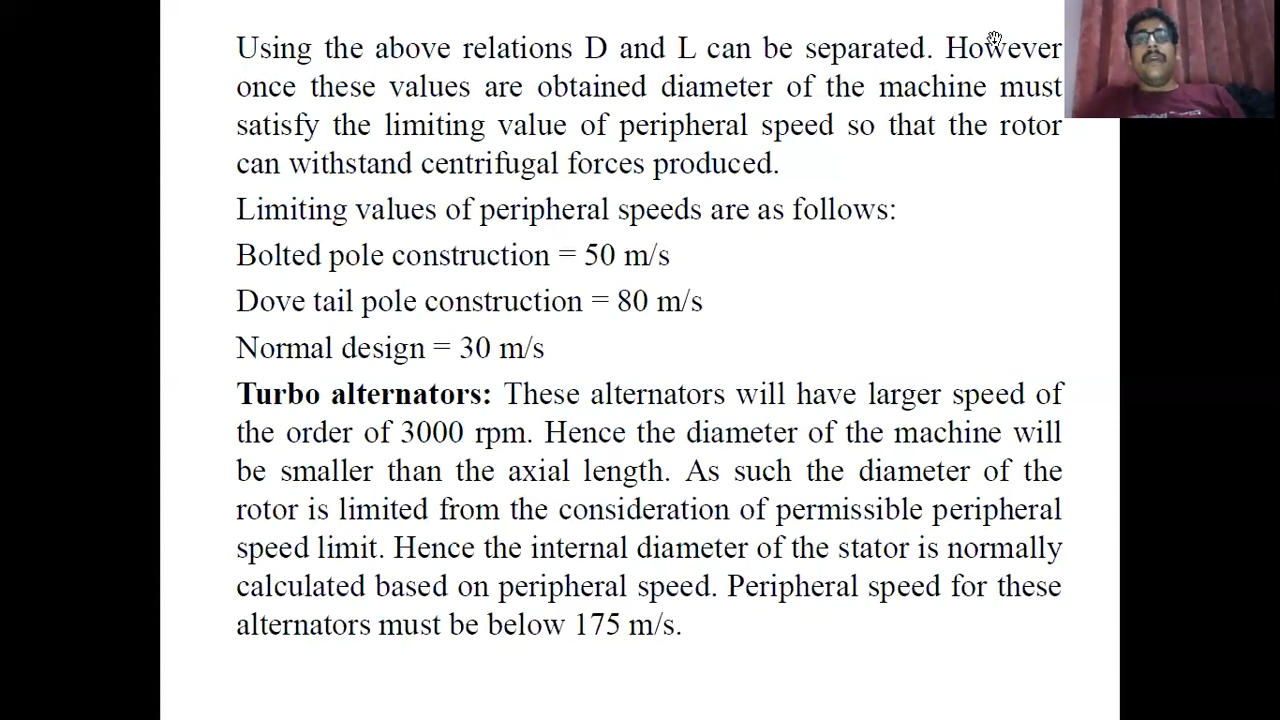 Using the above relations D and L can be separated. However
once these values are obtained diameter of the machine must
satisfy the limiting value of peripheral speed so that the rotor
can withstand centrifugal forces produced.
Limiting values of peripheral speeds are as follows:
Bolted pole construction = 50 m/s
Dove tail pole construction = 80 m/s
Normal design = 30 m/s
Turbo alternators: These alternators will have larger speed of
the order of 3000 rpm. Hence the diameter of the machine will
be smaller than the axial length. As such the diameter of the
rotor is limited from the consideration of permissible peripheral
speed limit. Hence the internal diameter of the stator is normally
calculated based on peripheral speed. Peripheral speed for these
alternators must be below 175 m/s.